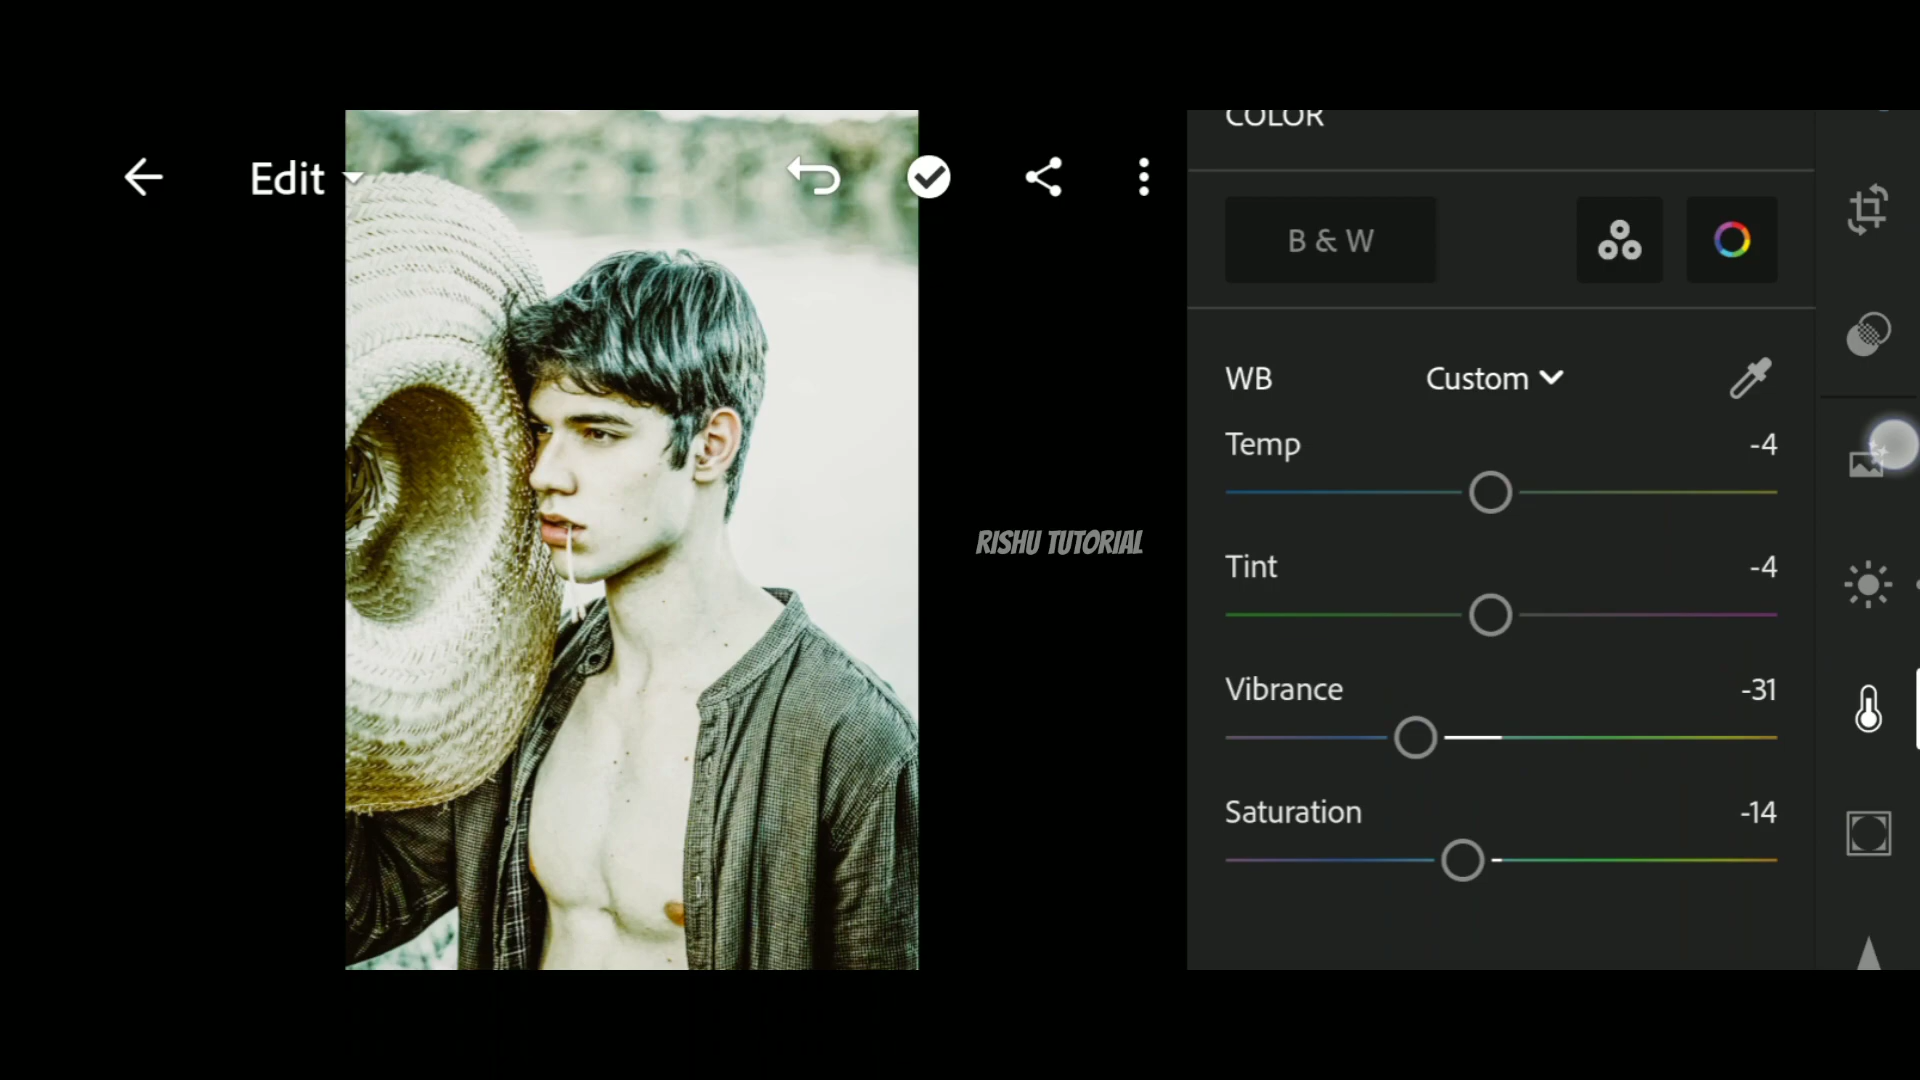 COLOR
Edit
B & W
WB Custom
Temp -4
RISHU TUTORIAL
Tint -4
Vibrance -31
Saturation -14